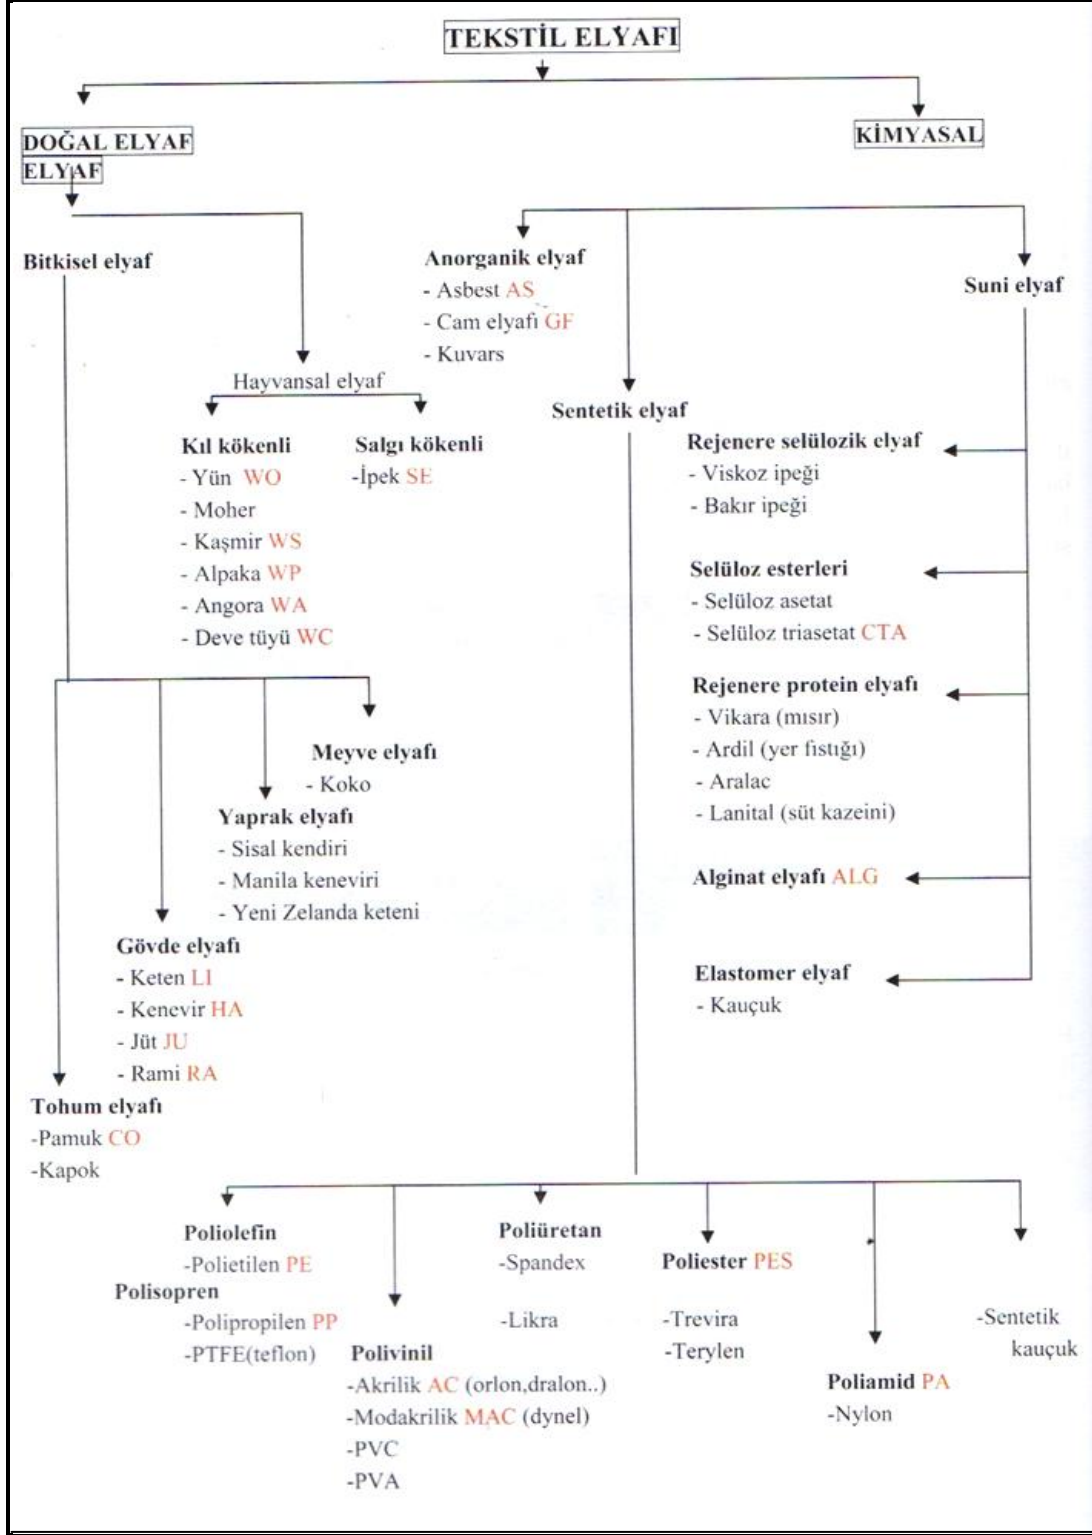 TEKSTİL ELYAFI
DOĞAL ELYAF
ELYAF
KİMYASAL
Bitkisel elyaf
Hayvansal elyaf
Kıl kökenli
- Yün WO
- Moher
- Kaşmir WS
- Alpaka WP
- Angora WA
- Deve tüyü WC
Salgı kökenli
-İpek SE
Meyve elyafı
- Koko
Yaprak elyafı
- Sisal kendiri
- Manila keneviri
- Yeni Zelanda keteni
Gövde elyafı
- Keten LI
- Kenevir HA
- Jüt JU
- Rami RA
Tohum elyafı
-Pamuk CO
-Kapok
Anorganik elyaf
- Asbest AS
- Cam elyafı GF
- Kuvars
Sentetik elyaf
Suni elyaf
Rejenere selülozik elyaf
- Viskoz ipeği
- Bakır ipeği
Selüloz esterleri
- Selüloz asetat
- Selüloz triasetat CTA
Rejenere protein elyafı
- Vikara (mısır)
- Ardil (yer fıstığı)
- Aralac
- Lanital (süt kazeini)
Alginat elyafı ALG
Elastomer elyaf
- Kauçuk
Poliolefin
-Polietilen PE
Polisopren
-Polipropilen PP
-PTFE(teflon)
Polivinil
-Akrilik AC (orlon,dralon..)
-Modakrilik MAC (dynel)
-PVC
-PVA
Poliüretan
-Spandex
-Likra
Poliester PES
-Trevira
-Terylen
Poliamid PA
-Nylon
-Sentetik
kauçuk